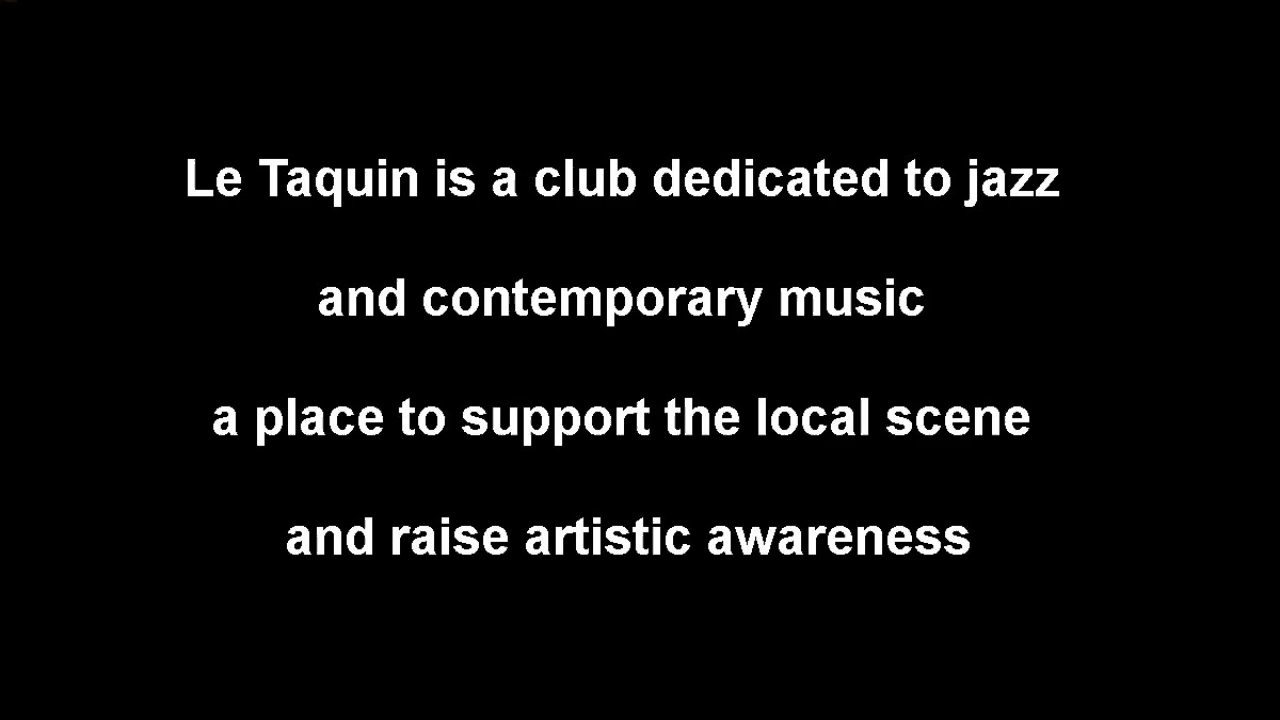 Le Taquin is a club dedicated to jazz
and contemporary music
a place to support the local scene
and raise artistic awareness